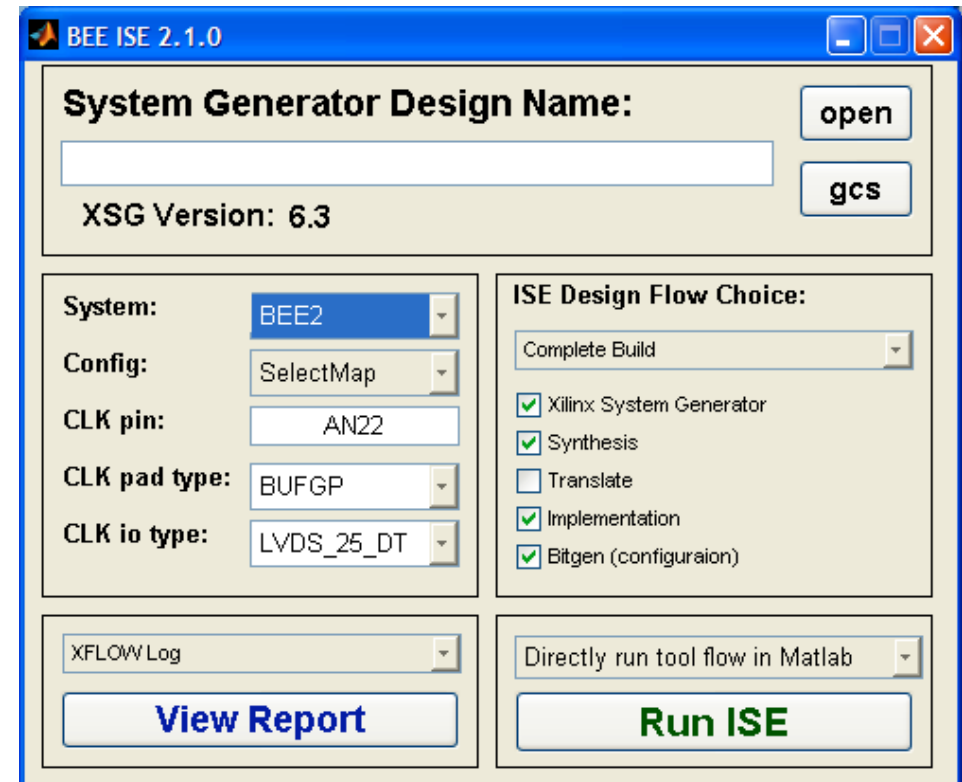 BEE ISE 2.1.0
System Generator Design Name:
open
gcs
XSG Version: 6.3
System:
BEE2
Config:
SelectMap
CLK pin:
AN22
CLK pad type:
BUFGP
CLK io type:
LVDS_25_DT
ISE Design Flow Choice:
Complete Build
Xilinx System Generator
Synthesis
Translate
Implementation
Bitgen (configuraion)
XFLOW Log
View Report
Directly run tool flow in Matlab
Run ISE